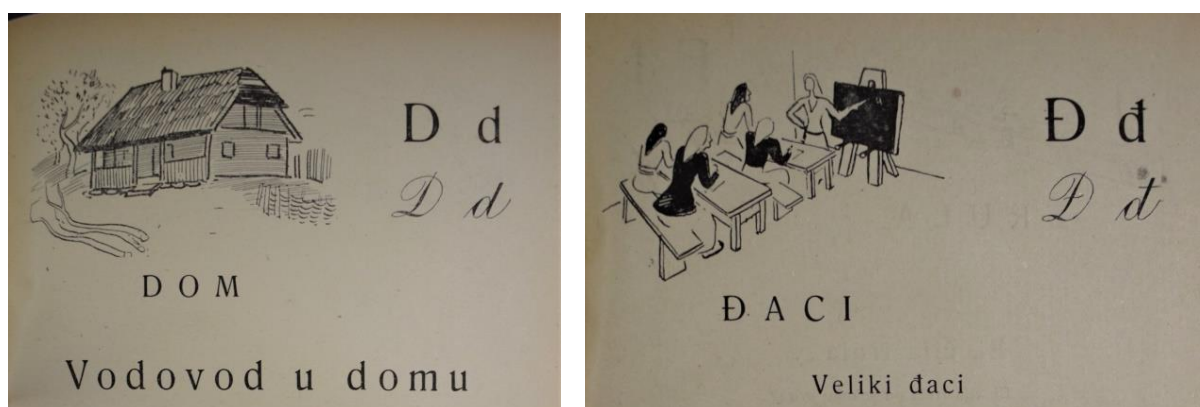 D d
D d
DOM
Vodovod u domu
Đ đ
Đ đ
ĐACI
Veliki đaci